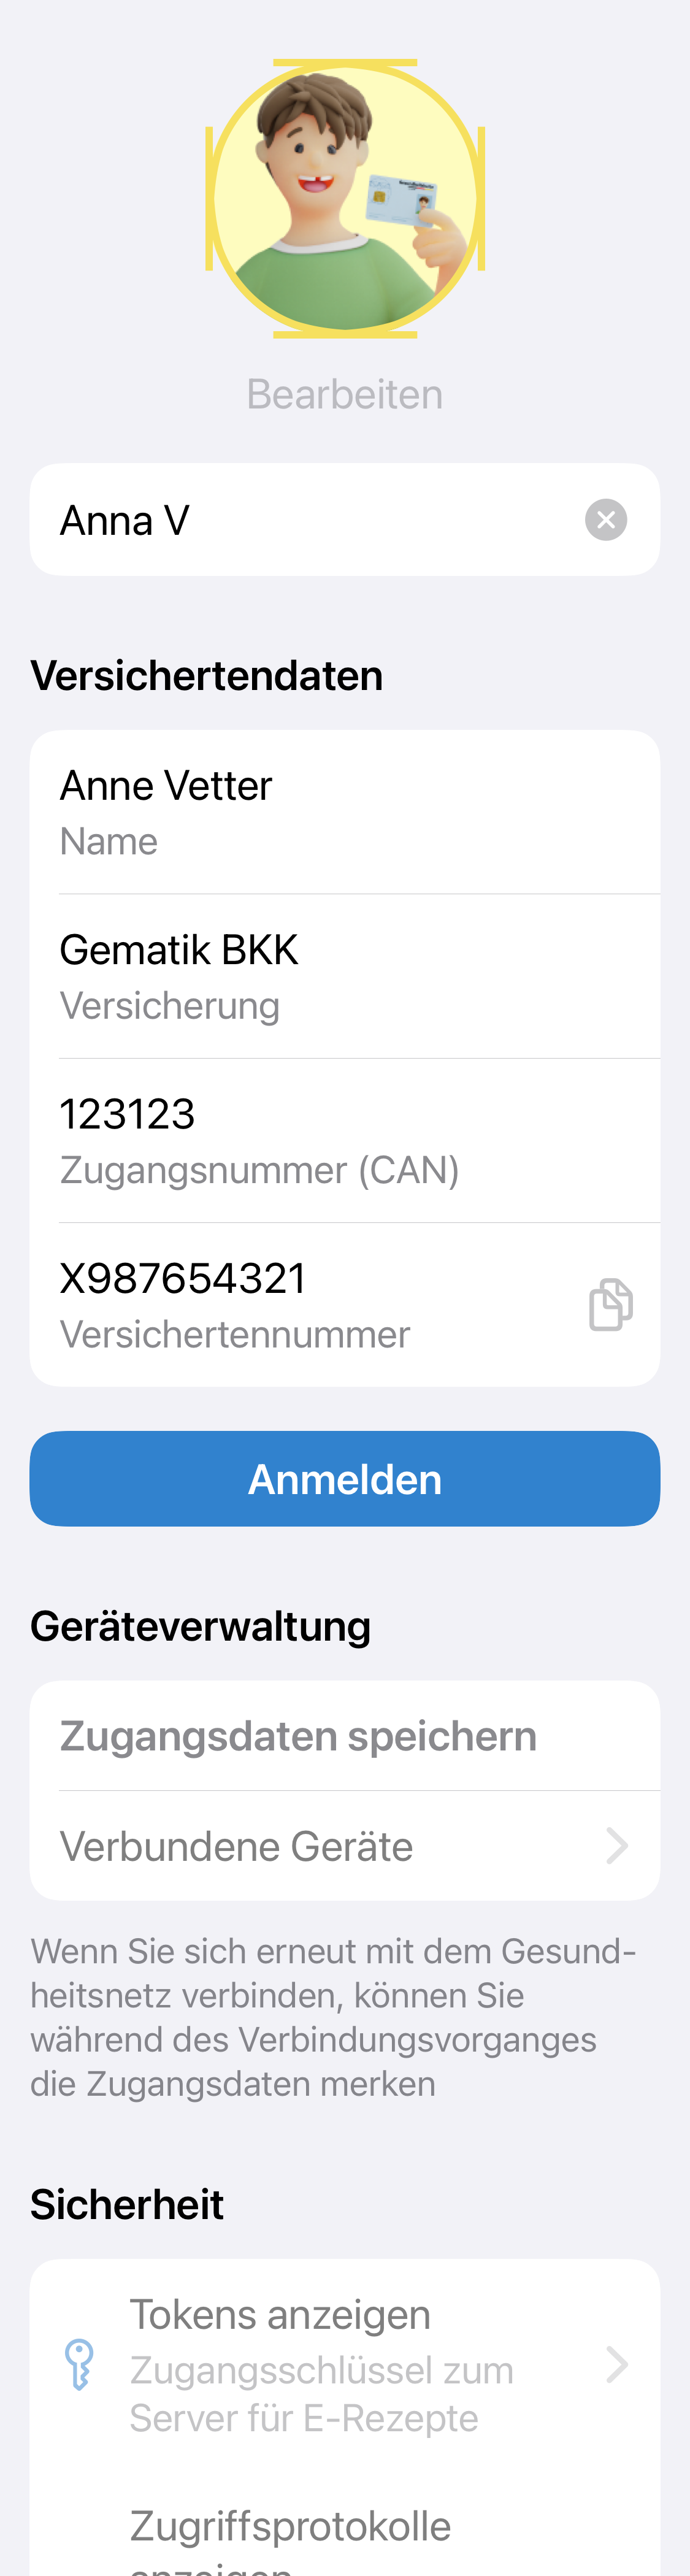 Bearbeiten
Anna V
Versichertendaten
Anne Vetter
Name
Gematik BKK
Versicherung
123123
Zugangsnummer (CAN)
X987654321
Versichertennummer
Anmelden
Geräteverwaltung
Zugangsdaten speichern
Verbundene Geräte
Wenn Sie sich erneut mit dem Gesund-
heitsnetz verbinden, können Sie
während des Verbindungsvorganges
die Zugangsdaten merken
Sicherheit
Tokens anzeigen
Zugangsschlüssel zum
Server für E-Rezepte
Zugriffsprotokolle